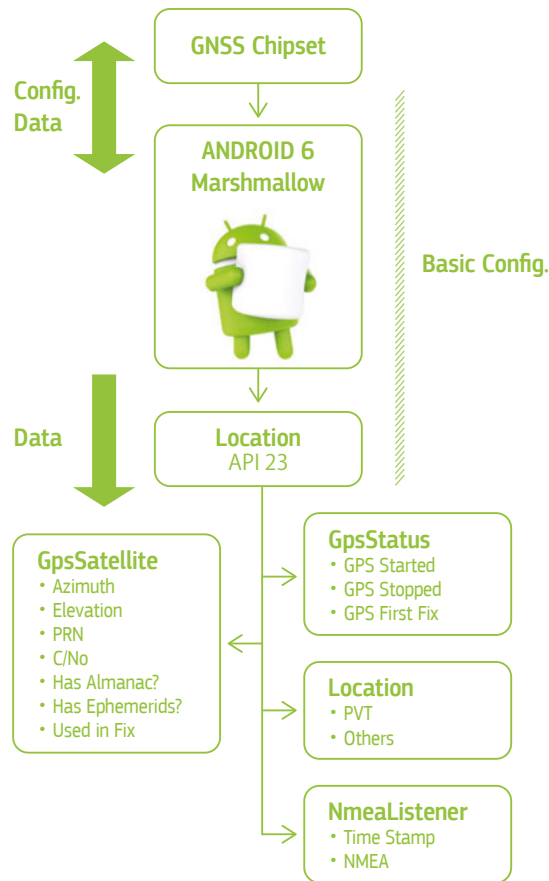 GNSS Chipset
Config.
Data
ANDROID 6
Marshmallow
Basic Config.
Data
Location
API 23
GpsSatellite
• Azimuth
• Elevation
• PRN
• C/No
• Has Almanac?
• Has Ephemerids?
• Used in Fix
GpsStatus
• GPS Started
• GPS Stopped
• GPS First Fix
Location
• PVT
• Others
NmeaListener
• Time Stamp
• NMEA